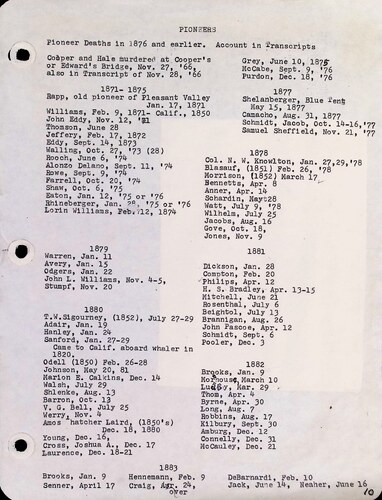 PIONEERS
Pioneer Deaths in 1876 and earlier. Account in Transcripts
Cooper and Hale murdered at Cooper's
or Edward's Bridge, Nov. 27, '66,
also in Transcript of Nov. 28, '66
1871- 1875
Rapp, old pioneer of Pleasant Valley
Jan. 17, 1871
Williams, Feb. 9, 1871- Calif., 1850
John Eddy, Nov. 12, '71
Thomson, June 28
Jeffery, Feb. 17, 1872
Eddy, Sept. 14, 1873
Walling, Oct. 27, '73 (28)
Rooch, June 6, '74
Alonzo Delano, Sept. 11, '74
Rowe, Sept. 9, '74
Farrell, Oct. 20, '74
Shaw, Oct. 6, '75
Eaton, Jan. 12, '75 or '76
Rhineberger, Jan. 28, '75 or '76
Lorin Williams, Feb. 12, 1874
Grey, June 10, 1875
McCabe, Sept. 9, '76
Purdon, Dec. 18, '76
1877
Shelanberger, Blue Tent
May 15, 1877
Camacho, Aug. 31, 1877
Schmidt, Jacob, Oct. 14-16,'77
Samuel Sheffield, Nov. 21, '77
1878
Col. N. W. Knowlton, Jan. 27,29,'78
Blasauf, (1851) Feb. 26, '78
Morrison, (1852) March 17
Bennetts, Apr. 8
Anner, Apr. 14
Schardin, May 28
Watt, July 9, '78
Wilhelm, July 25
Jacobs, Aug. 16
Gove, Oct. 18,
Jones, Nov. 9
1879
Warren, Jan. 11
Avery, Jan. 15
Odgers, Jan. 22
John L. Williams, Nov. 4-5,
Stumpf, Nov. 20
1880
T.W.Sigourney, (1852), July 27-29
Adair, Jan. 19
Hanley, Jan. 24
Sanford, Jan. 27-29
Came to Calif. aboard whaler in
1820.
Odell (1850) Feb. 26-28
Johnson, May 20, 81
Marion E. Calkins, Dec. 14
Walsh, July 29
Shlenke, Aug. 13
Barron, Oct. 13
V. G. Bell, July 25
Werry, Nov. 4
Amos Thatcher Laird, (1850's)
Dec. 18, 1880
Young, Dec. 16,
Cross, Joshua A., Dec. 17
Laurence, Dec. 18-21
1881
Dickson, Jan. 28
Compton, Feb. 20
Philips, Apr. 12
H. S. Bradley, Apr. 13-15
Mitchell, June 21
Rosenthal, July 6
Beightol, July 13
Brannigan, Aug. 26
John Pascoe, Apr. 12
Schmidt, Sept. 6
Pooler, Dec. 3
1882
Brooks, Jan. 9
Morhouse, March 10
Ludley, Mar. 29
Thom, Apr. 4
Byrne, Apr. 30
Long, Aug. 7
Robbins, Aug. 17
Kilbury, Sept. 30
Amburg, Dec. 12
Connelly, Dec. 31
McCauley, Dec. 21
1883
Brooks, Jan. 9 Hennemann, Feb. 9 DeBarnardi, Feb. 10
Senner, April 17 Craig, Apr. 24, Jack, June 14, Heaher, June 16
over
10